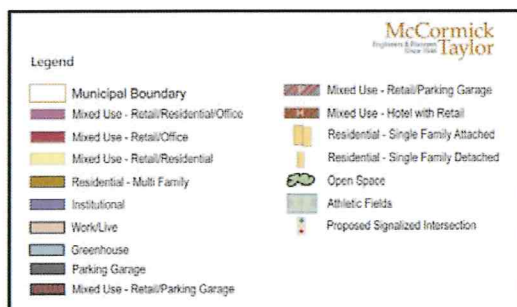 McCormick
Engineers & Planners
Since 1946
Taylor
Legend
Municipal Boundary
Mixed Use - Retail/Residential/Office
Mixed Use - Retail/Office
Mixed Use - Retail/Residential
Residential - Multi Family
Institutional
Work/Live
Greenhouse
Parking Garage
Mixed Use - Retail/Parking Garage
P
Mixed Use - Retail/Parking Garage
H
Mixed Use - Hotel with Retail
Residential - Single Family Attached
Residential - Single Family Detached
Open Space
Athletic Fields
Proposed Signalized Intersection